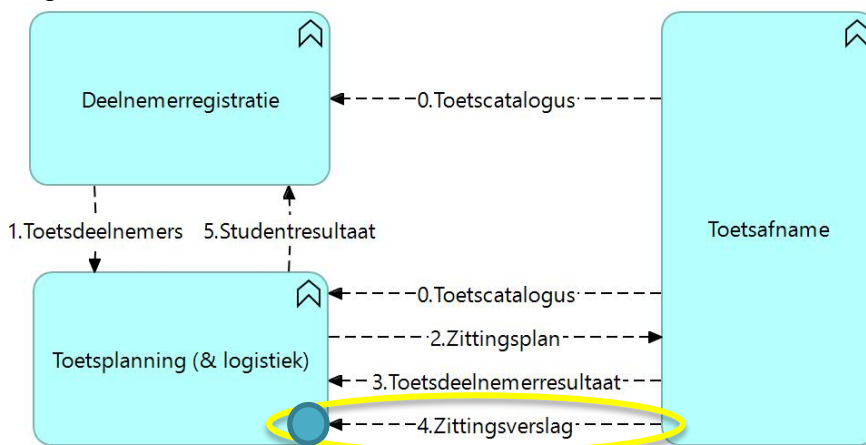 Deelnemerregistratie
0.Toetscatalogus
1.Toetsdeelnemers
5.Studentresultaat
Toetsafname
0.Toetscatalogus
2.Zittingsplan
Toetsplanning (& logistiek)
3.Toetsdeelnemerresultaat
4.Zittingsverslag